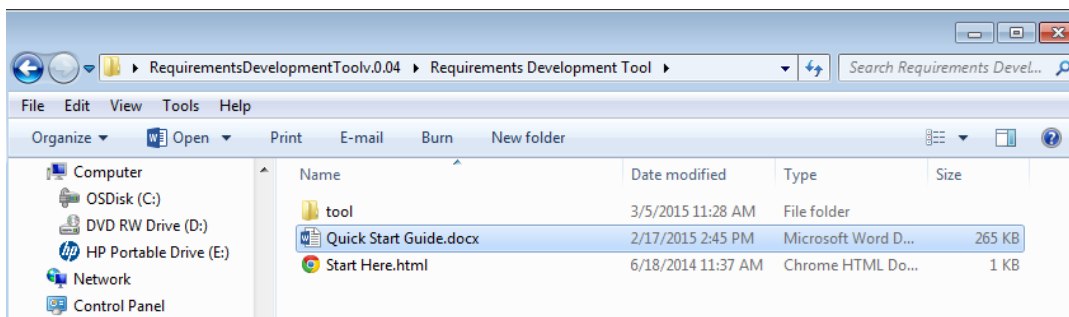 RequirementsDevelopmentToolv.0.04 Requirements Development Tool Search Requirements Devel...
File Edit View Tools Help
Organize Open Print E-mail Burn New folder
Computer Name Date modified Type Size
OSDisk (C:)
tool 3/5/2015 11:28 AM File folder
DVD RW Drive (D:)
Quick Start Guide.docx 2/17/2015 2:45 PM Microsoft Word D... 265 KB
HP Portable Drive (E:)
Start Here.html 6/18/2014 11:37 AM Chrome HTML Do... 1 KB
Network
Control Panel